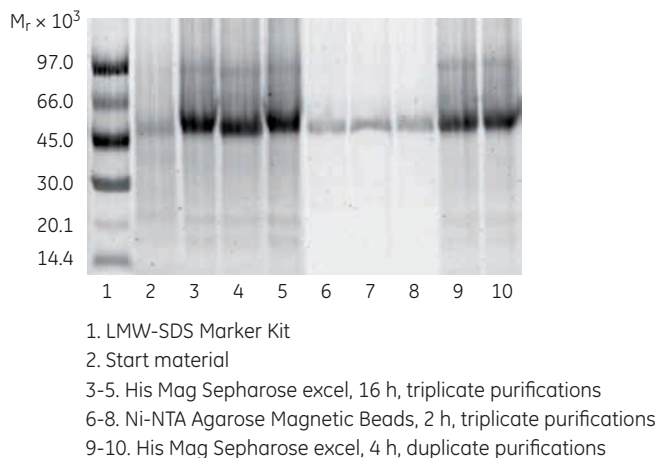 Mr × 10³
97.0
66.0
45.0
30.0
20.1
14.4
1 2 3 4 5 6 7 8 9 10
1. LMW-SDS Marker Kit
2. Start material
3-5. His Mag Sepharose excel, 16 h, triplicate purifications
6-8. Ni-NTA Agarose Magnetic Beads, 2 h, triplicate purifications
9-10. His Mag Sepharose excel, 4 h, duplicate purifications